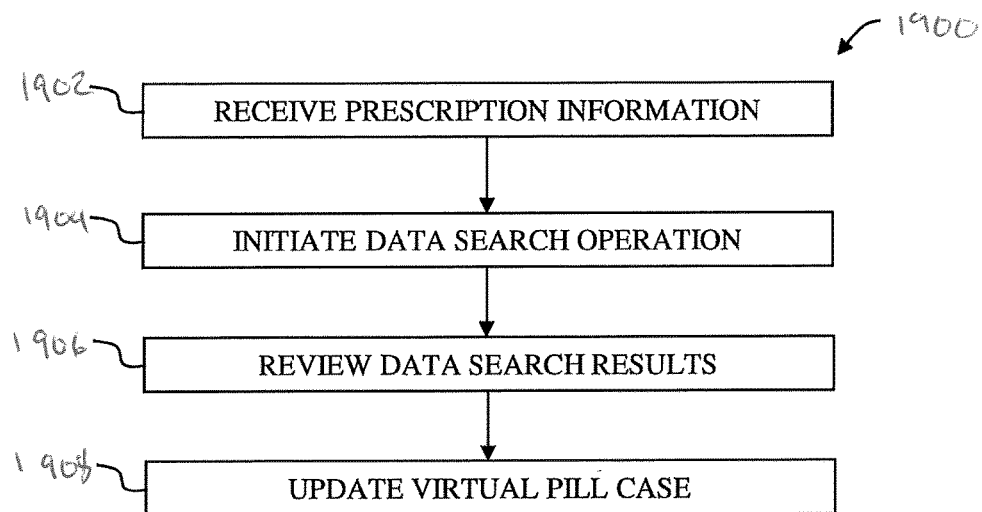 1900
1902
RECEIVE PRESCRIPTION INFORMATION
1904
INITIATE DATA SEARCH OPERATION
1906
REVIEW DATA SEARCH RESULTS
1908
UPDATE VIRTUAL PILL CASE